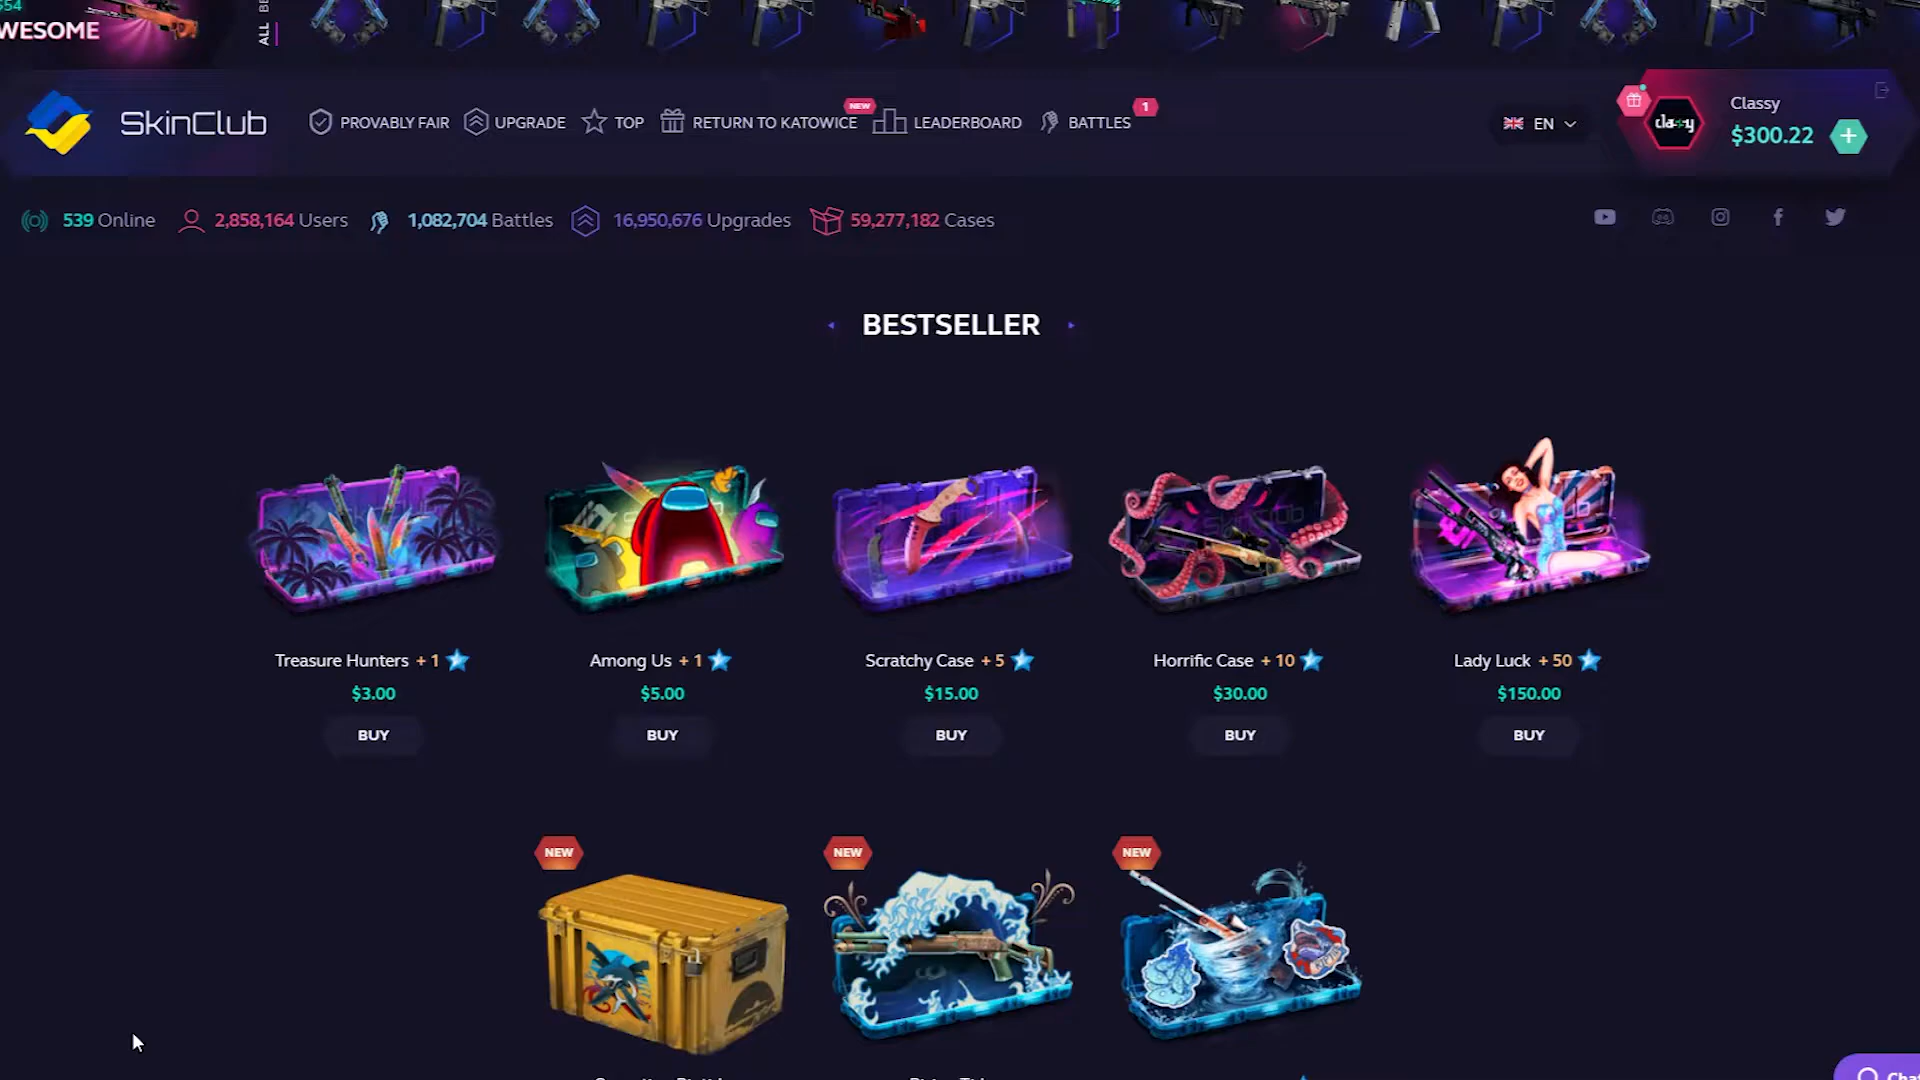 WESOME
ALL
SkinClub
PROVABLY FAIR
UPGRADE
TOP
RETURN TO KATOWICE
NEW
LEADERBOARD
BATTLES
1
EN
clabby
Classy
$300.22
539 Online
2,858,164 Users
1,082,704 Battles
16,950,676 Upgrades
59,277,182 Cases
BESTSELLER
Treasure Hunters + 1
$3.00
BUY
Among Us + 1
$5.00
BUY
Scratchy Case + 5
$15.00
BUY
Horrific Case + 10
$30.00
BUY
Lady Luck + 50
$150.00
BUY
NEW
NEW
NEW